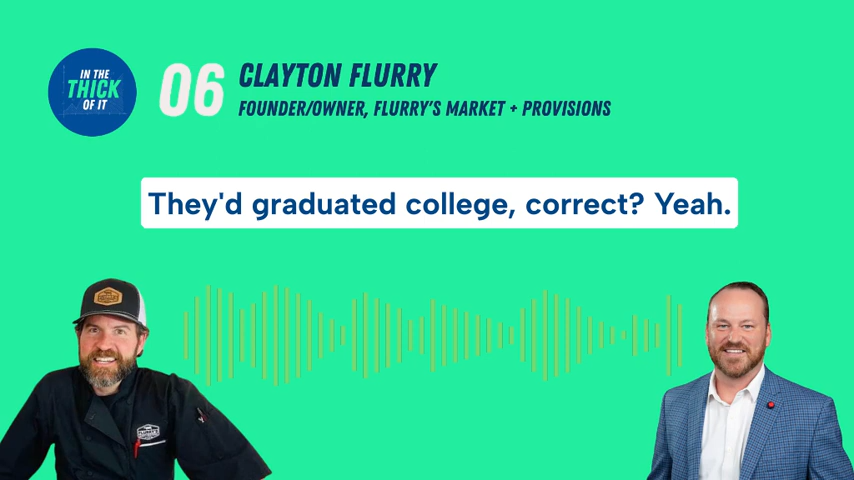 IN THE
THICK
OF IT
06
CLAYTON FLURRY
FOUNDER/OWNER, FLURRY'S MARKET + PROVISIONS
They'd graduated college, correct? Yeah.